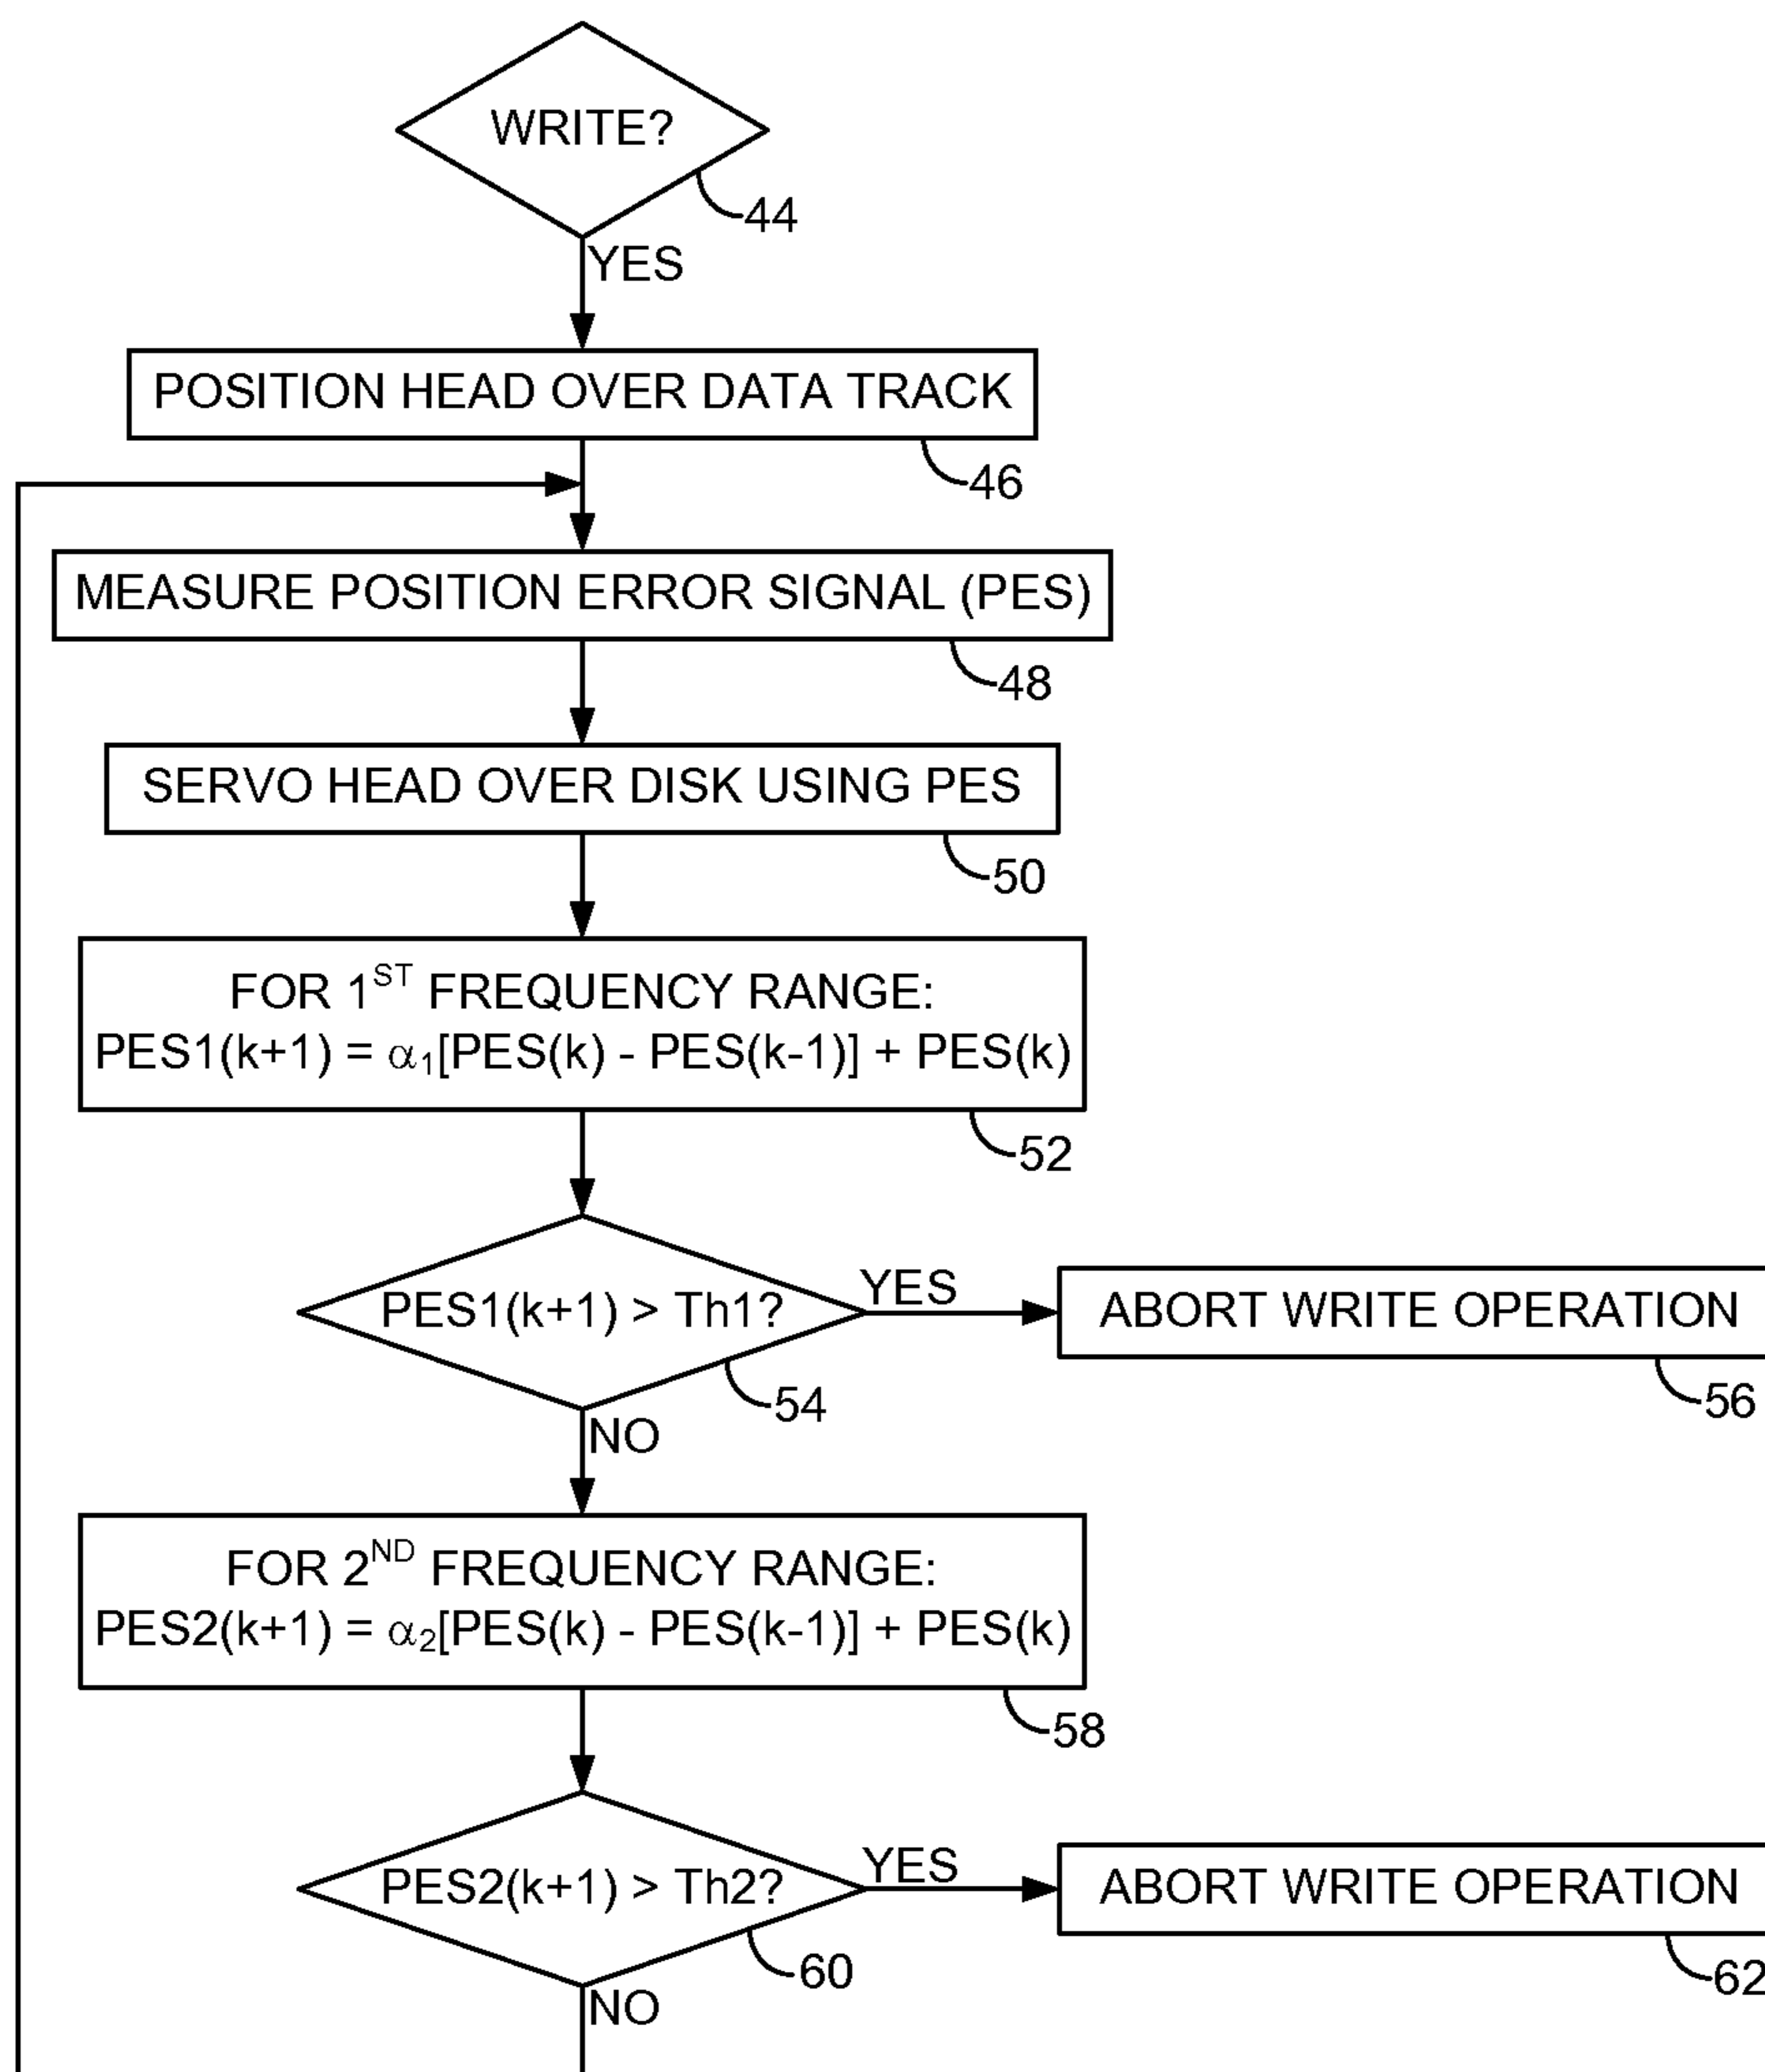 WRITE?
44
YES
POSITION HEAD OVER DATA TRACK
46
MEASURE POSITION ERROR SIGNAL (PES)
48
SERVO HEAD OVER DISK USING PES
50
FOR 1ST FREQUENCY RANGE:
PES1(k+1) = α1[PES(k) - PES(k-1)] + PES(k)
52
PES1(k+1) > Th1?
YES
ABORT WRITE OPERATION
54
56
NO
FOR 2ND FREQUENCY RANGE:
PES2(k+1) = α2[PES(k) - PES(k-1)] + PES(k)
58
PES2(k+1) > Th2?
YES
ABORT WRITE OPERATION
60
62
NO